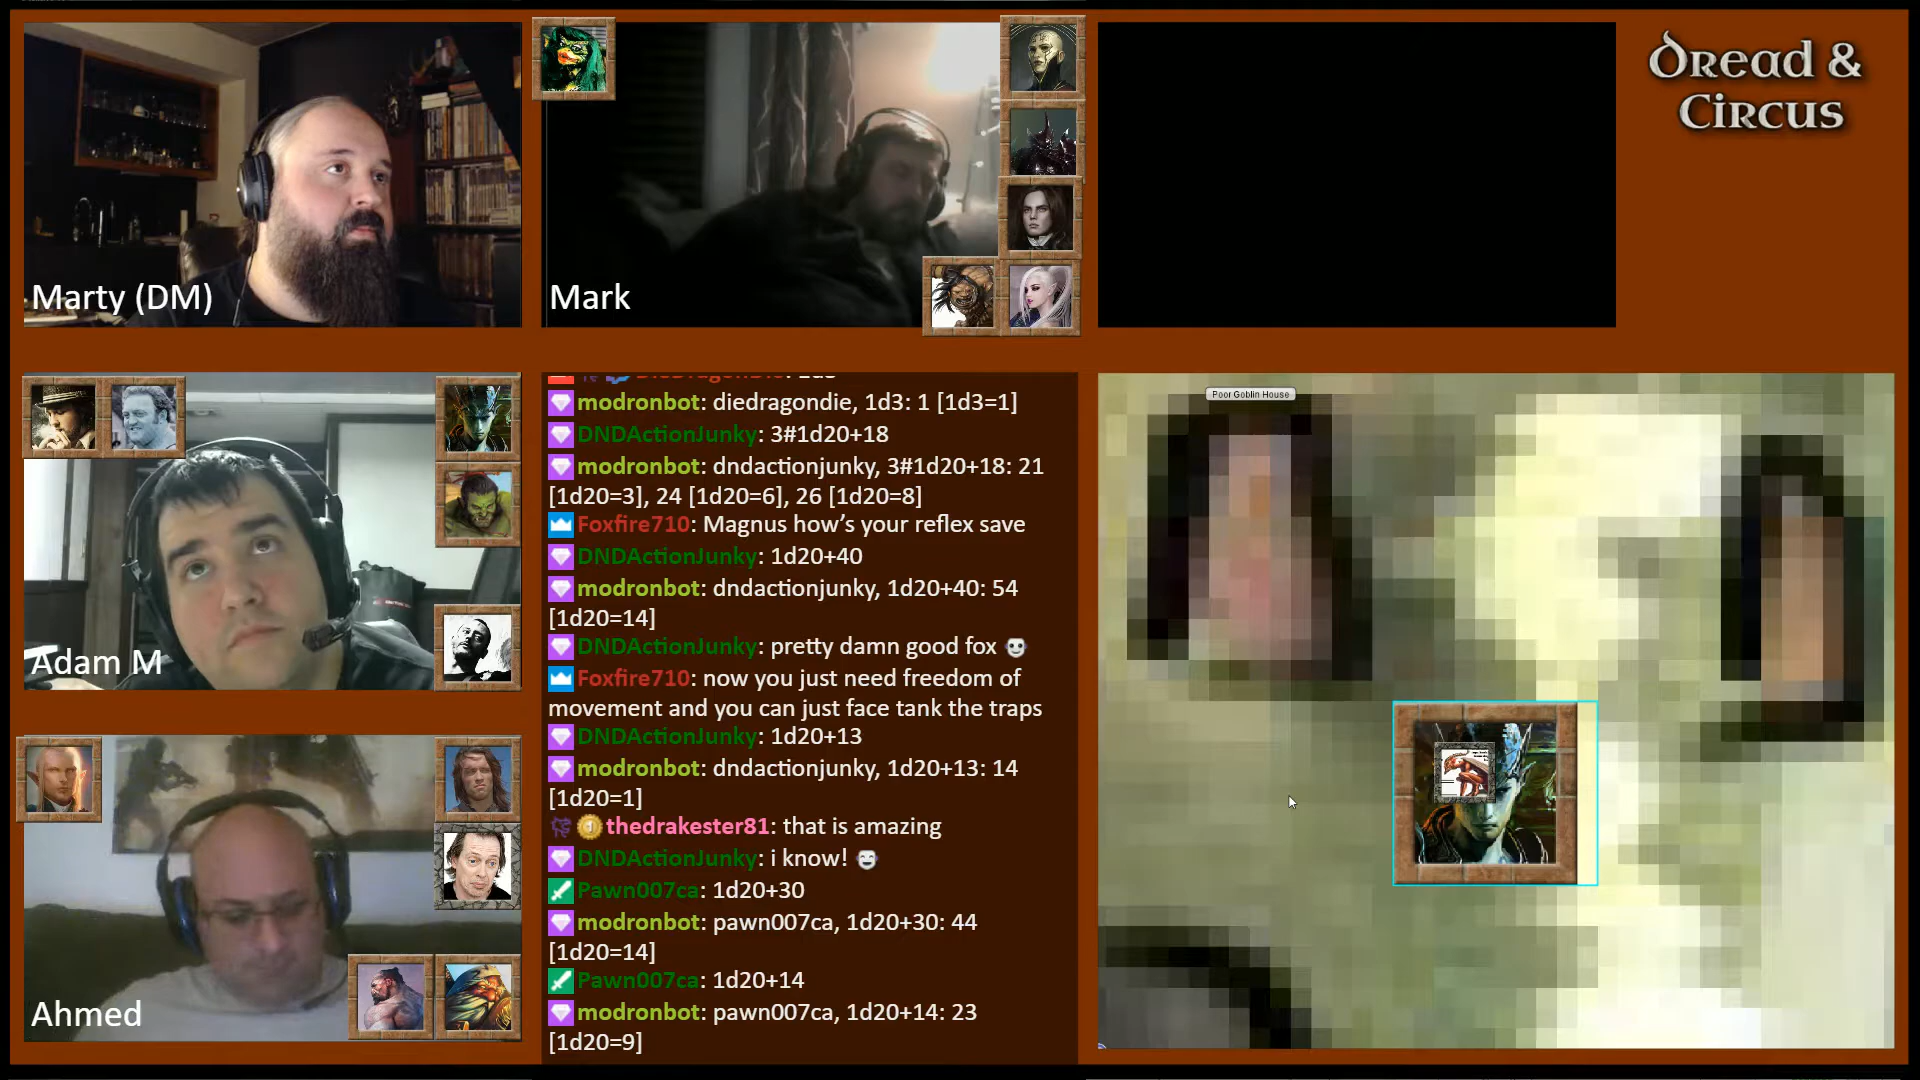 Dread &
Circus
Marty (DM)
Mark
modronbot: diedragondie, 1d3: 1 [1d3=1]
DNDActionJunky: 3#1d20+18
modronbot: dndactionjunky, 3#1d20+18: 21
[1d20=3], 24 [1d20=6], 26 [1d20=8]
Foxfire710: Magnus how's your reflex save
DNDActionJunky: 1d20+40
modronbot: dndactionjunky, 1d20+40: 54
[1d20=14]
DNDActionJunky: pretty damn good fox
Foxfire710: now you just need freedom of
movement and you can just face tank the traps
DNDActionJunky: 1d20+13
modronbot: dndactionjunky, 1d20+13: 14
[1d20=1]
thedrakester81: that is amazing
DNDActionJunky: i know!
Pawn007ca: 1d20+30
modronbot: pawn007ca, 1d20+30: 44
[1d20=14]
Pawn007ca: 1d20+14
modronbot: pawn007ca, 1d20+14: 23
[1d20=9]
Poor Goblin House
Adam M
Ahmed